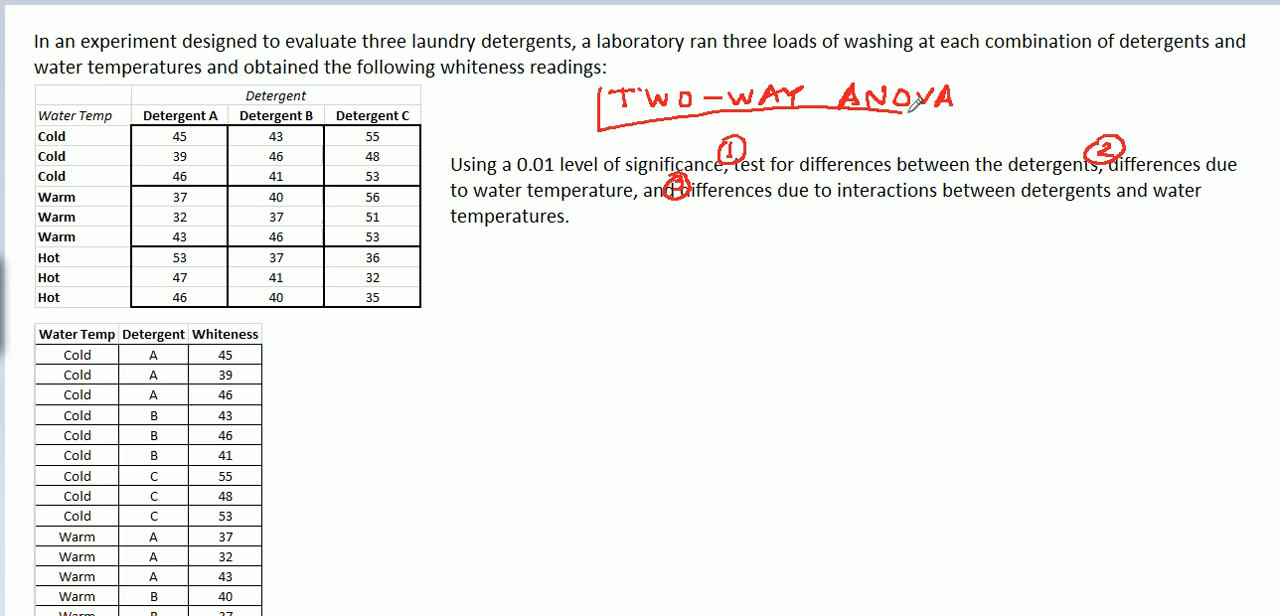 In an experiment designed to evaluate three laundry detergents, a laboratory ran three loads of washing at each combination of detergents and
water temperatures and obtained the following whiteness readings:
TWO-WAY ANOVA
Detergent
Water Temp Detergent A Detergent B Detergent C
Cold 45 43 55
Cold 39 46 48
Cold 46 41 53
Warm 37 40 56
Warm 32 37 51
Warm 43 46 53
Hot 53 37 36
Hot 47 41 32
Hot 46 40 35
1 2
Using a 0.01 level of significance, test for differences between the detergents, differences due
3
to water temperature, and differences due to interactions between detergents and water
temperatures.
Water Temp Detergent Whiteness
Cold A 45
Cold A 39
Cold A 46
Cold B 43
Cold B 46
Cold B 41
Cold C 55
Cold C 48
Cold C 53
Warm A 37
Warm A 32
Warm A 43
Warm B 40
Warm B 37